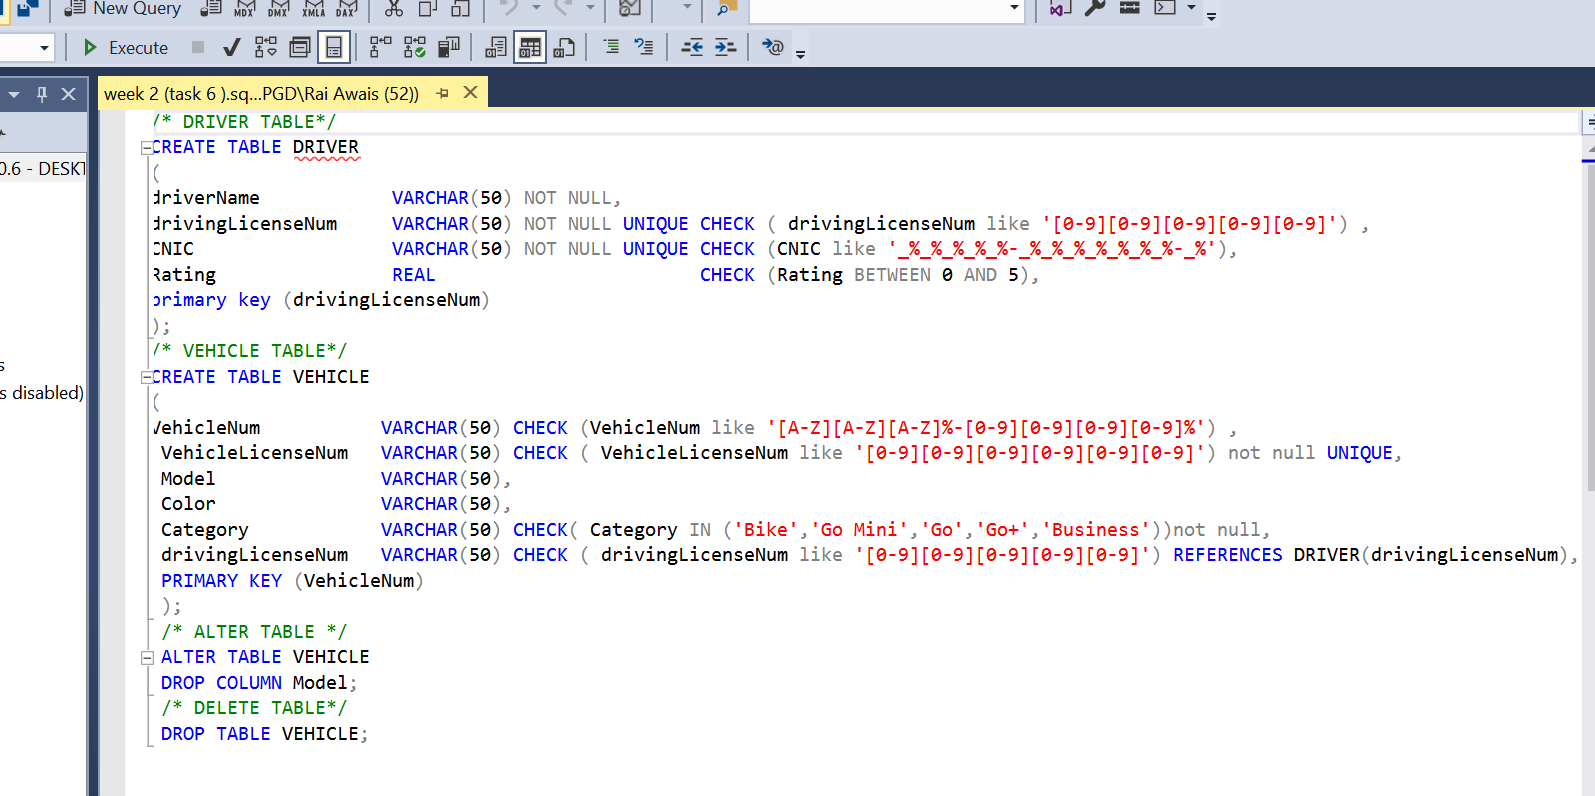 New Query MDX DMX XMLA DAX
Execute
week 2 (task 6 ).sq...PGD\Rai Awais (52))
0.6 - DESKT
s
s disabled)
/* DRIVER TABLE*/
CREATE TABLE DRIVER
(
driverName VARCHAR(50) NOT NULL,
drivingLicenseNum VARCHAR(50) NOT NULL UNIQUE CHECK ( drivingLicenseNum like '[0-9][0-9][0-9][0-9][0-9]') ,
CNIC VARCHAR(50) NOT NULL UNIQUE CHECK (CNIC like '_%_%_%_%_%-_%_%_%_%_%_%_%-_%'),
Rating REAL CHECK (Rating BETWEEN 0 AND 5),
primary key (drivingLicenseNum)
);
/* VEHICLE TABLE*/
CREATE TABLE VEHICLE
(
VehicleNum VARCHAR(50) CHECK (VehicleNum like '[A-Z][A-Z][A-Z]%-[0-9][0-9][0-9][0-9]%') ,
VehicleLicenseNum VARCHAR(50) CHECK ( VehicleLicenseNum like '[0-9][0-9][0-9][0-9][0-9][0-9]') not null UNIQUE,
Model VARCHAR(50),
Color VARCHAR(50),
Category VARCHAR(50) CHECK( Category IN ('Bike','Go Mini','Go','Go+','Business'))not null,
drivingLicenseNum VARCHAR(50) CHECK ( drivingLicenseNum like '[0-9][0-9][0-9][0-9][0-9]') REFERENCES DRIVER(drivingLicenseNum),
PRIMARY KEY (VehicleNum)
);
/* ALTER TABLE */
ALTER TABLE VEHICLE
DROP COLUMN Model;
/* DELETE TABLE*/
DROP TABLE VEHICLE;